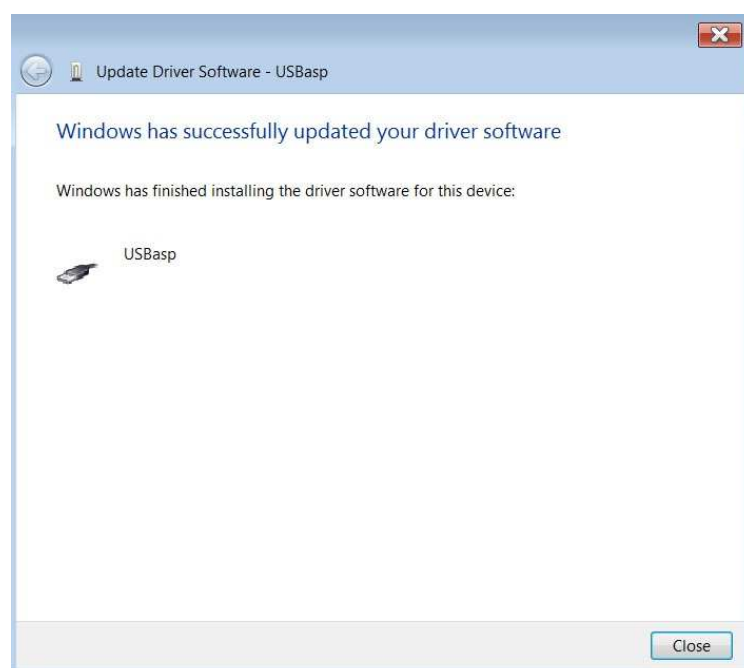 Update Driver Software - USBasp
Windows has successfully updated your driver software
Windows has finished installing the driver software for this device:
USBasp
Close